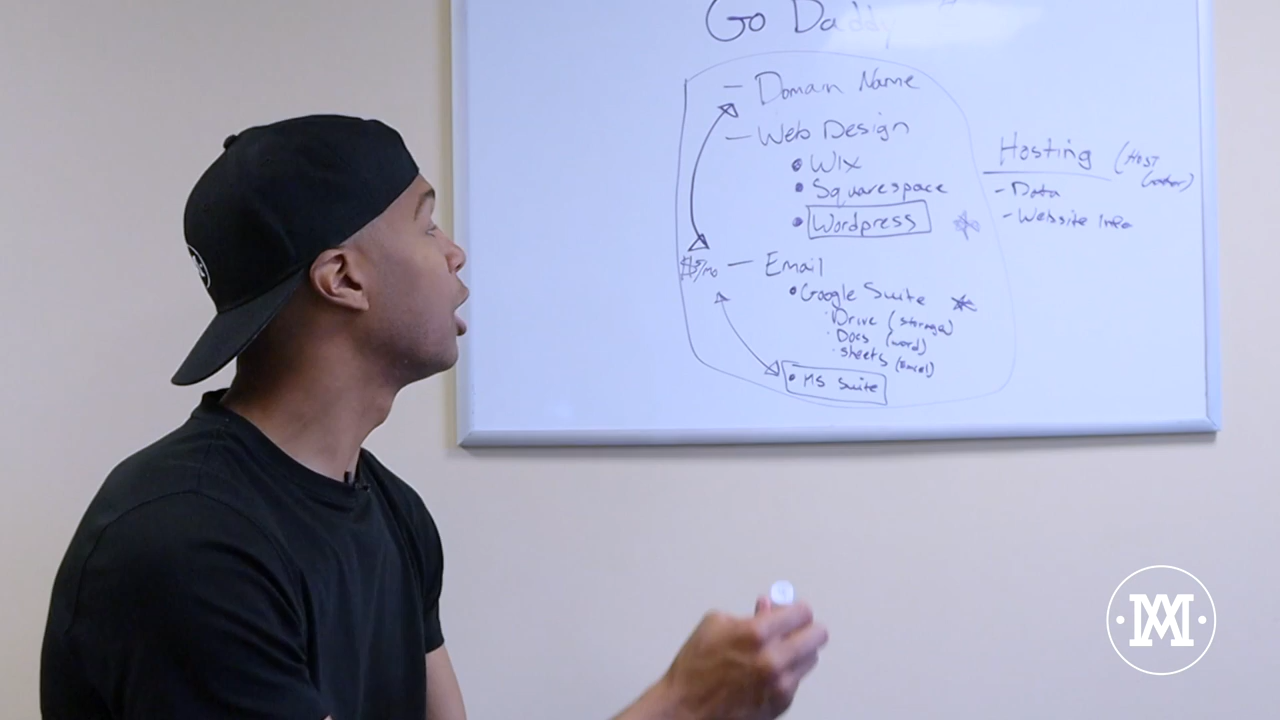 Go Daddy
— Domain Name
— Web Design
• WIX
• Squarespace
• Wordpress
$5/mo — Email
• Google Suite
· Drive (storage)
· Docs (word)
· Sheets (Excel)
• MS Suite
Hosting (Host Gator)
- Data
- Website Info